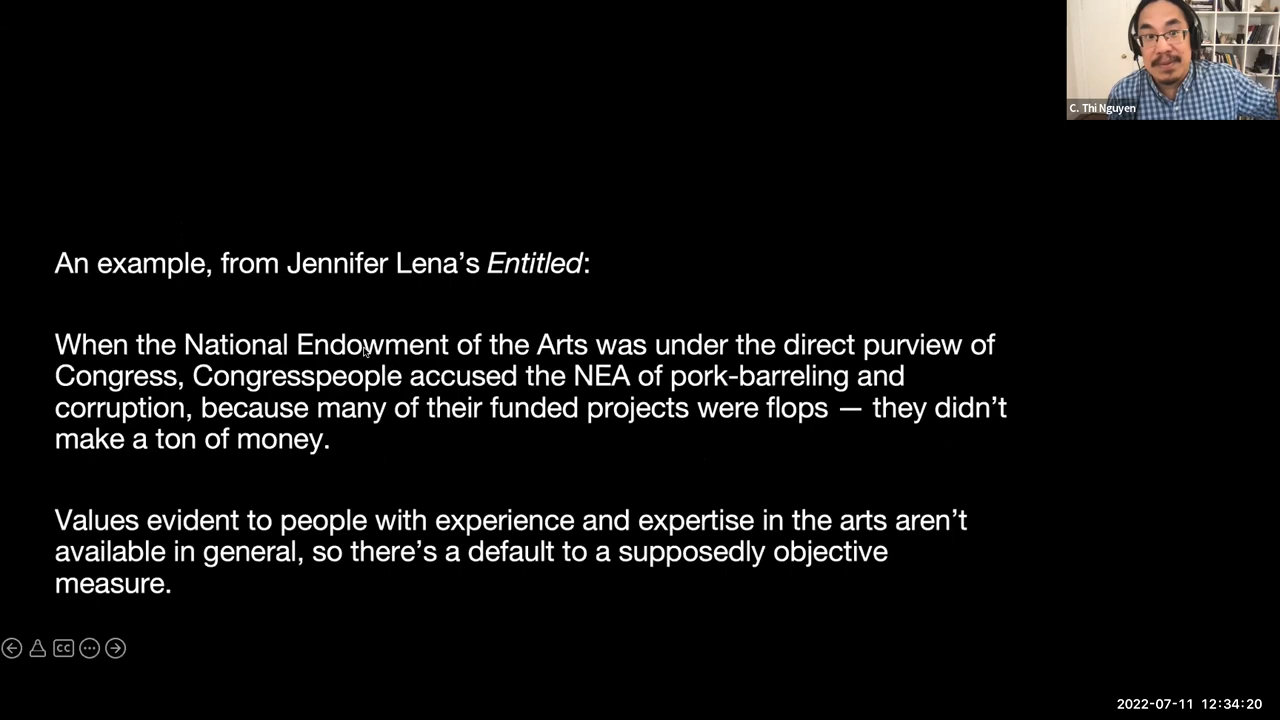 C. Thi Nguyen
An example, from Jennifer Lena’s Entitled:
When the National Endowment of the Arts was under the direct purview of
Congress, Congresspeople accused the NEA of pork-barreling and
corruption, because many of their funded projects were flops — they didn’t
make a ton of money.
Values evident to people with experience and expertise in the arts aren’t
available in general, so there’s a default to a supposedly objective
measure.
CC
2022-07-11 12:34:20